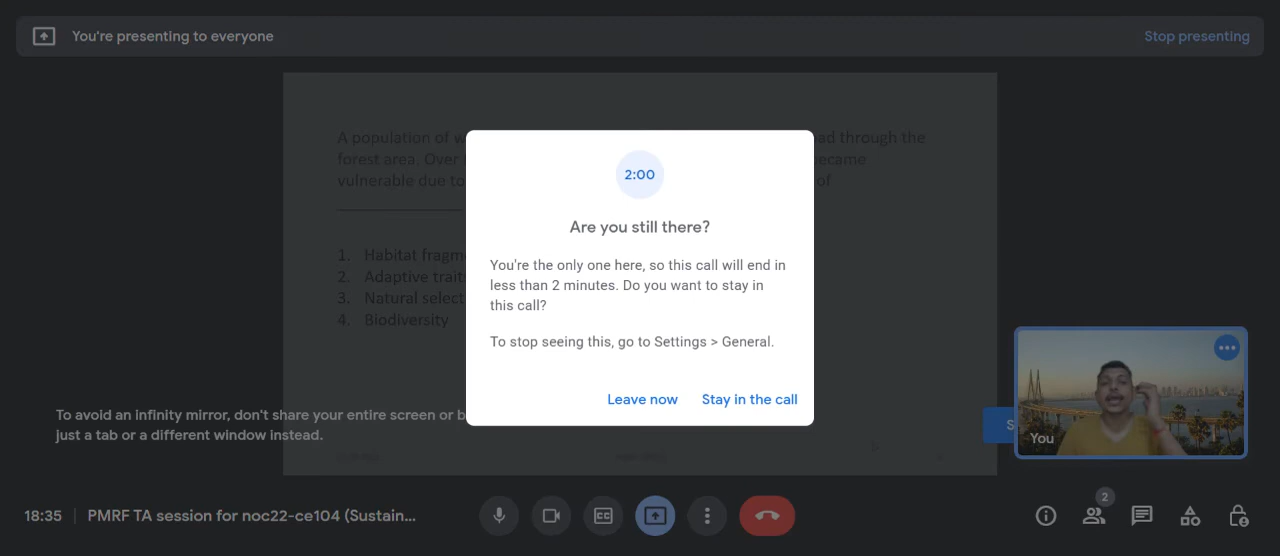 You're presenting to everyone
Stop presenting
A population of w
ad through the
forest area. Over
ecame
vulnerable due to
of
1. Habitat fragm
2. Adaptive trait
3. Natural select
4. Biodiversity
2:00
Are you still there?
You're the only one here, so this call will end in
less than 2 minutes. Do you want to stay in
this call?
To stop seeing this, go to Settings > General.
Leave now
Stay in the call
To avoid an infinity mirror, don't share your entire screen or b
just a tab or a different window instead.
S
You
18:35
PMRF TA session for noc22-ce104 (Sustain...
CC
2